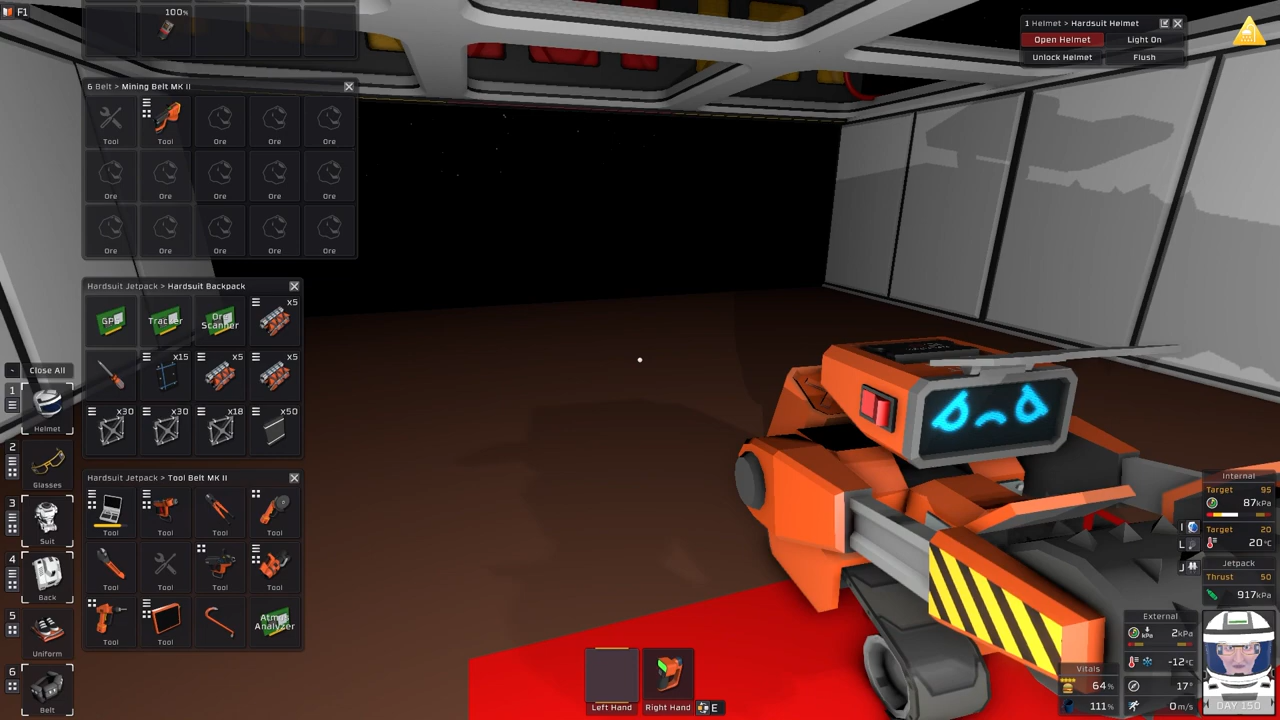 F1
100%
1 Helmet > Hardsuit Helmet
Open Helmet
Light On
Unlock Helmet
Flush
6 Belt > Mining Belt MK II
Tool
Tool
Ore
Ore
Ore
Ore
Ore
Ore
Ore
Ore
Ore
Ore
Ore
Ore
Ore
Hardsuit Jetpack > Hardsuit Backpack
GPS
Tracker
Ore Scanner
x5
x15
x5
x5
x30
x30
x18
x50
- Close All
1
Helmet
2
Glasses
3
Suit
4
Back
5
Uniform
6
Belt
Hardsuit Jetpack > Tool Belt MK II
Tool
Tool
Tool
Tool
Tool
Tool
Tool
Tool
Tool
Tool
Atmos Analyzer
Left Hand
Right Hand
E
Internal
Target 95
87kPa
Target 20
20°C
I
L
J
Jetpack
Thrust 50
917kPa
External
kPa
2kPa
-12°C
17°
0m/s
Vitals
64%
111%
DAY 150